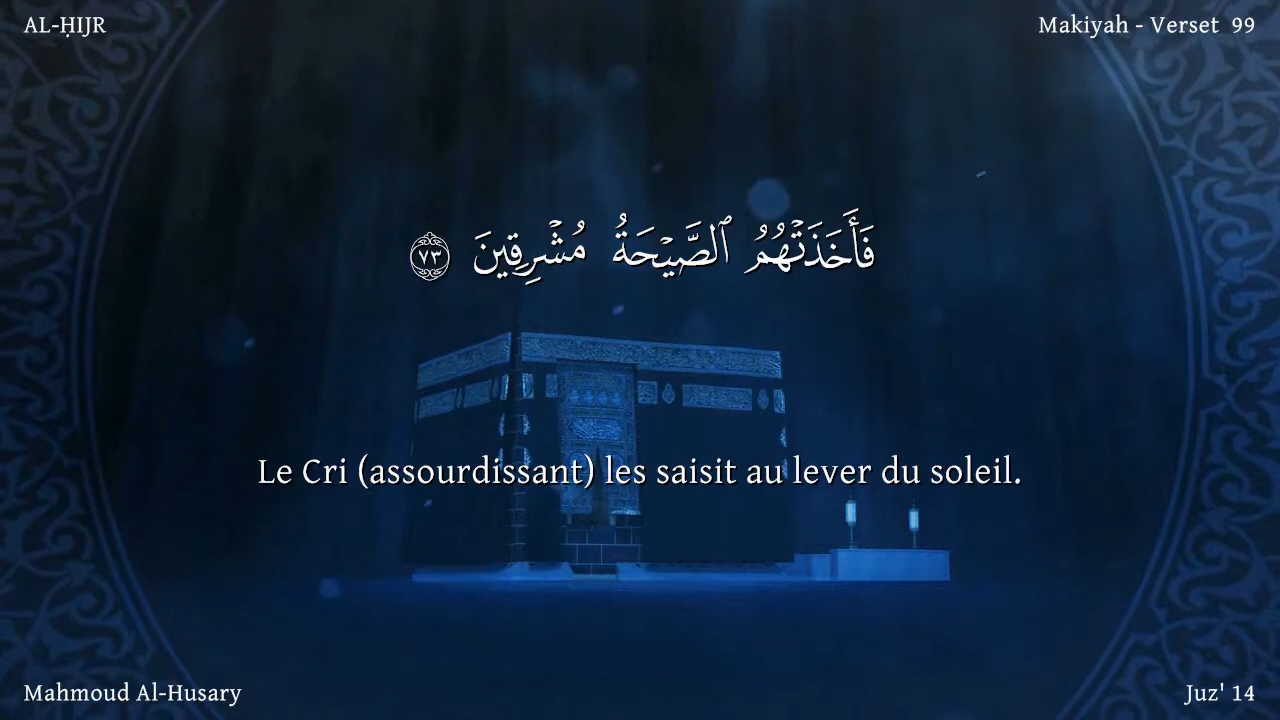 AL-ḤIJR
Makiyah - Verset 99
فَأَخَذَتْهُمُ ٱلصَّيْحَةُ مُشْرِقِينَ ٧٣
Le Cri (assourdissant) les saisit au lever du soleil.
Mahmoud Al-Husary
Juz' 14